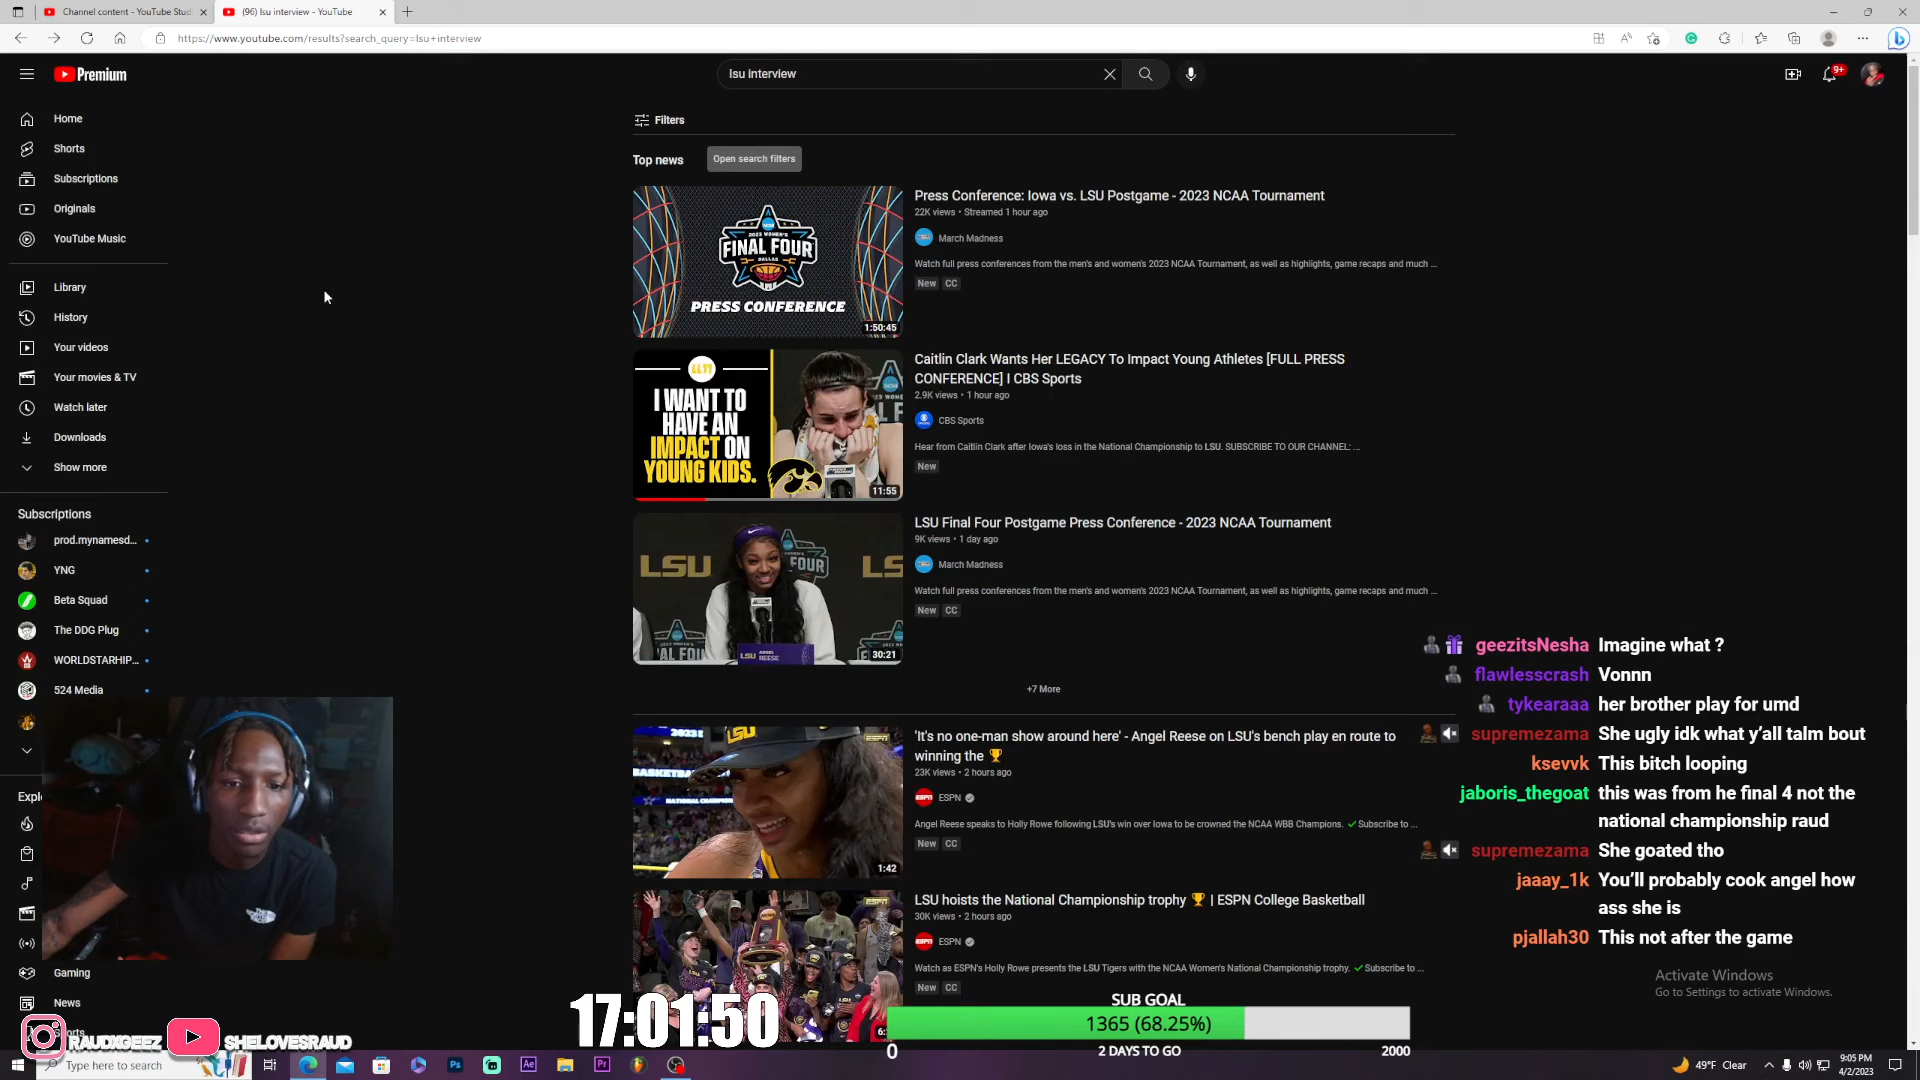 Channel content - YouTube Stud
(96) lsu interview - YouTube
https://www.youtube.com/results?search_query=lsu+interview
Premium
lsu interview
9+
Home
Shorts
Subscriptions
Originals
YouTube Music
Library
History
Your videos
Your movies & TV
Watch later
Downloads
Show more
Subscriptions
prod.mynamesd...
YNG
Beta Squad
The DDG Plug
WORLDSTARHIP...
524 Media
Expl
Gaming
News
Filters
Top news
Open search filters
2023 WOMEN'S
FINAL FOUR
DALLAS
PRESS CONFERENCE
1:50:45
Press Conference: Iowa vs. LSU Postgame - 2023 NCAA Tournament
22K views • Streamed 1 hour ago
March Madness
Watch full press conferences from the men's and women's 2023 NCAA Tournament, as well as highlights, game recaps and much ...
New CC
I WANT TO
HAVE AN
IMPACT ON
YOUNG KIDS.
11:55
Caitlin Clark Wants Her LEGACY To Impact Young Athletes [FULL PRESS
CONFERENCE] I CBS Sports
2.9K views • 1 hour ago
CBS Sports
Hear from Caitlin Clark after Iowa's loss in the National Championship to LSU. SUBSCRIBE TO OUR CHANNEL: ...
New
LSU
LSU ANGEL REESE
30:21
LSU Final Four Postgame Press Conference - 2023 NCAA Tournament
9K views • 1 day ago
March Madness
Watch full press conferences from the men's and women's 2023 NCAA Tournament, as well as highlights, game recaps and much ...
New CC
+7 More
ESPN
1:42
'It's no one-man show around here' - Angel Reese on LSU's bench play en route to
winning the 🏆
23K views • 2 hours ago
ESPN
Angel Reese speaks to Holly Rowe following LSU's win over Iowa to be crowned the NCAA WBB Champions. ✓ Subscribe to ...
New CC
ESPN
LSU hoists the National Championship trophy 🏆 | ESPN College Basketball
30K views • 2 hours ago
ESPN
Watch as ESPN's Holly Rowe presents the LSU Tigers with the NCAA Women's National Championship trophy. ✓ Subscribe to ...
New CC
geezitsNesha Imagine what ?
flawlesscrash Vonnn
tykearaaa her brother play for umd
supremezama She ugly idk what y'all talm bout
ksevvk This bitch looping
jaboris_thegoat this was from he final 4 not the
national championship raud
supremezama She goated tho
jaaay_1k You'll probably cook angel how
ass she is
pjallah30 This not after the game
Activate Windows
Go to Settings to activate Windows.
17:01:50
SUB GOAL
1365 (68.25%)
0
2 DAYS TO GO
2000
RAUDXGEEZ
SHELOVESRAUD
Type here to search
49°F Clear
9:05 PM
4/2/2023